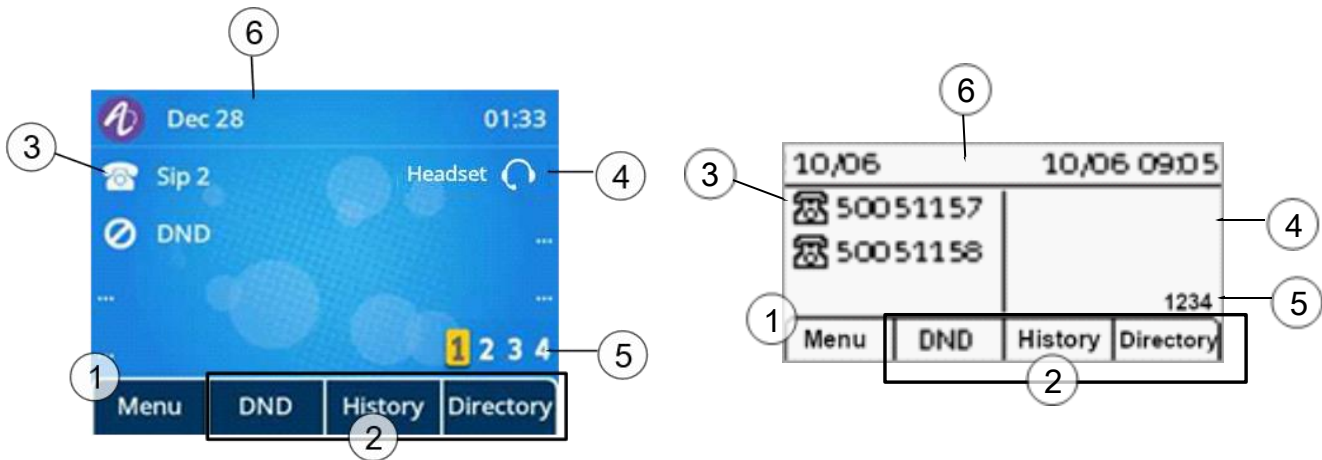 6
Dec 28 01:33
3
Sip 2 Headset
4
DND ...
... ...
1 2 3 4
5
...
1
Menu DND History Directory
2
6
10/06 10/06 09:05
3
50051157
4
50051158
1234
5
1
Menu DND History Directory
2